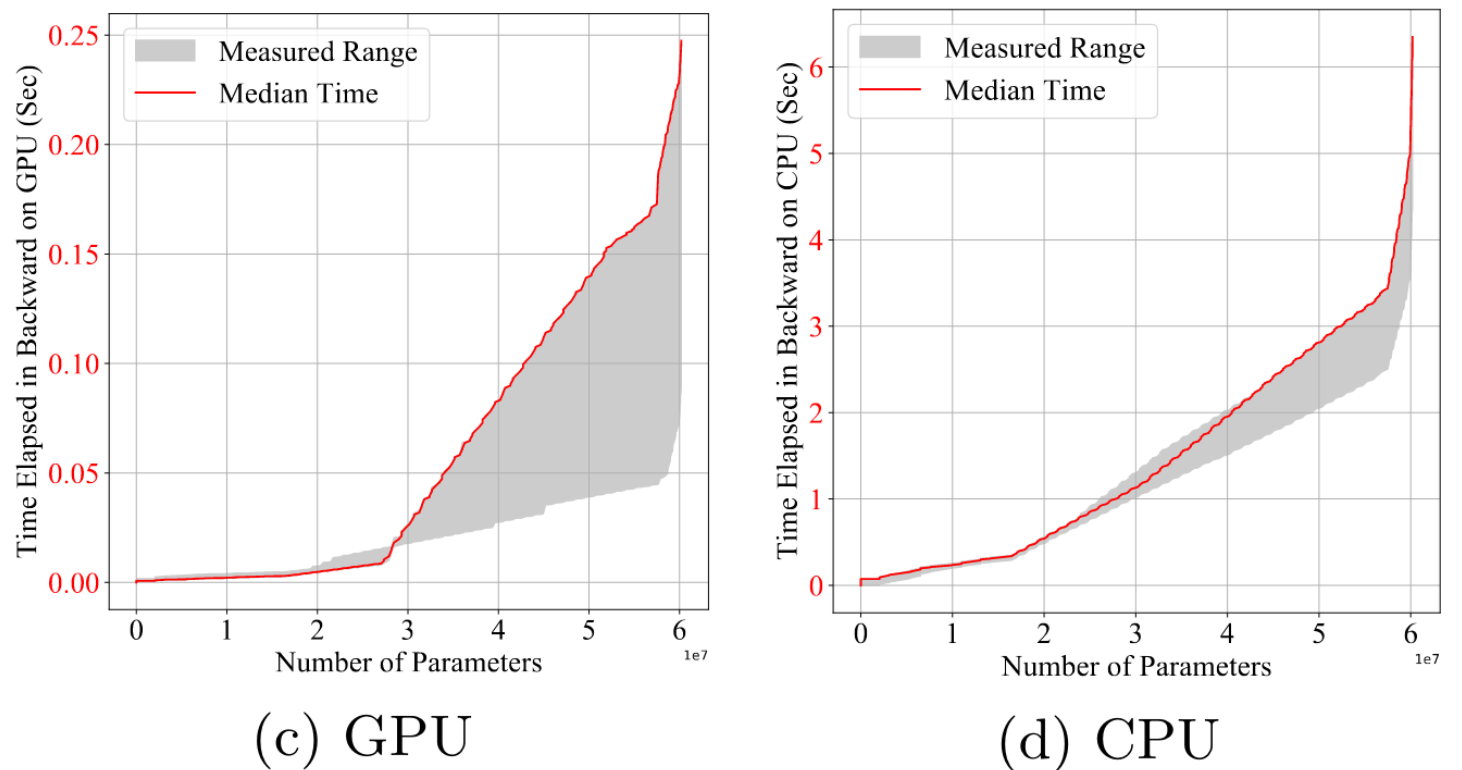 Time Elapsed in Backward on GPU (Sec)
0.25
0.20
0.15
0.10
0.05
0.00
Measured Range
Median Time
0 1 2 3 4 5 6
1e7
Number of Parameters
(c) GPU
Time Elapsed in Backward on CPU (Sec)
6
5
4
3
2
1
0
Measured Range
Median Time
0 1 2 3 4 5 6
1e7
Number of Parameters
(d) CPU